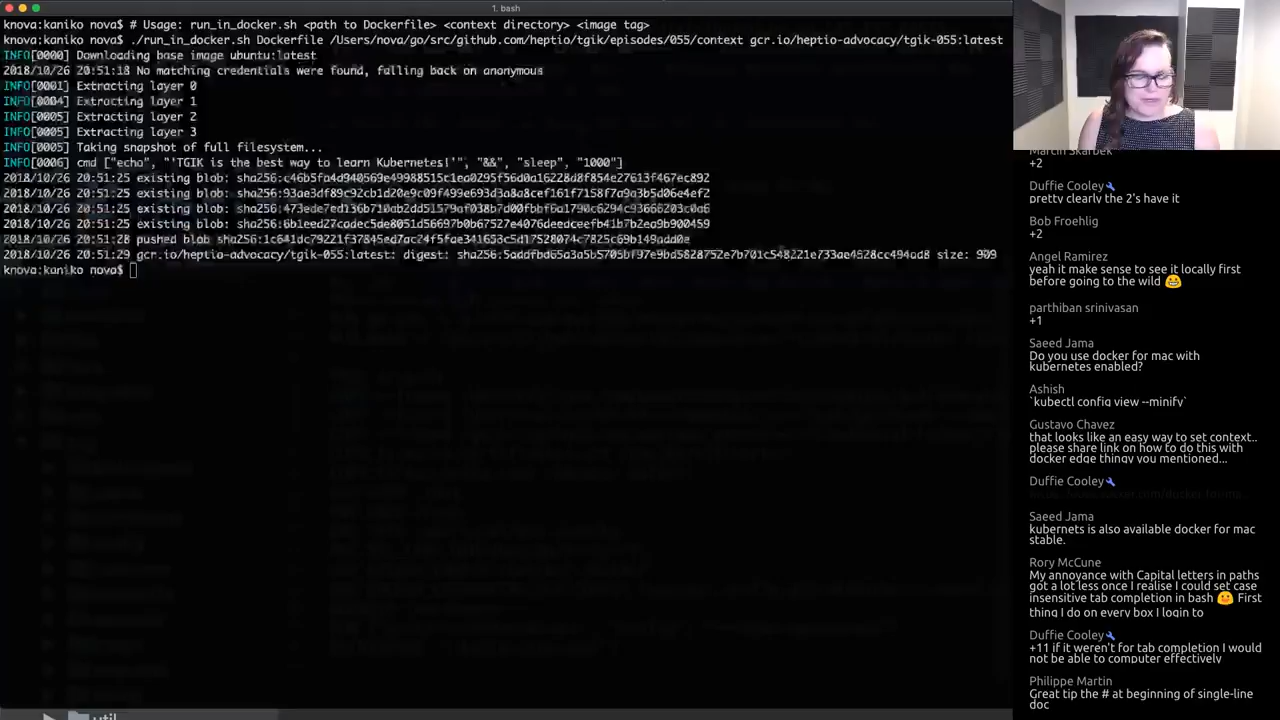 1. bash
knova:kaniko nova$ # Usage: run_in_docker.sh <path to Dockerfile> <context directory> <image tag>
knova:kaniko nova$ ./run_in_docker.sh Dockerfile /Users/nova/go/src/github.com/heptio/tgik/episodes/055/context gcr.io/heptio-advocacy/tgik-055:latest
INFO[0000] Downloading base image ubuntu:latest
2018/10/26 20:51:18 No matching credentials were found, falling back on anonymous
INFO[0001] Extracting layer 0
INFO[0004] Extracting layer 1
INFO[0005] Extracting layer 2
INFO[0005] Extracting layer 3
INFO[0005] Taking snapshot of full filesystem...
INFO[0006] cmd ["echo", "'TGIK is the best way to learn Kubernetes!'", "&&", "sleep", "1000"]
2018/10/26 20:51:25 existing blob:
2018/10/26 20:51:25 existing blob:
2018/10/26 20:51:25 existing blob:
2018/10/26 20:51:25 existing blob:
2018/10/26 20:51:28 pushed blob
2018/10/26 20:51:29 gcr.io/heptio-advocacy/tgik-055:latest: digest: size: 909
knova:kaniko nova$
util
Marcin Skarbek
+2
Duffie Cooley
pretty clearly the 2's have it
Bob Froehlig
+2
Angel Ramirez
yeah it make sense to see it locally first
before going to the wild 😄
parthiban srinivasan
+1
Saeed Jama
Do you use docker for mac with
kubernetes enabled?
Ashish
`kubectl config view --minify`
Gustavo Chavez
that looks like an easy way to set context..
please share link on how to do this with
docker edge thingy you mentioned...
Duffie Cooley
Saeed Jama
kubernets is also available docker for mac
stable.
Rory McCune
My annoyance with Capital letters in paths
got a lot less once I realise I could set case
insensitive tab completion in bash 🙂 First
thing I do on every box I login to
Duffie Cooley
+11 if it weren't for tab completion I would
not be able to computer effectively
Philippe Martin
Great tip the # at beginning of single-line
doc